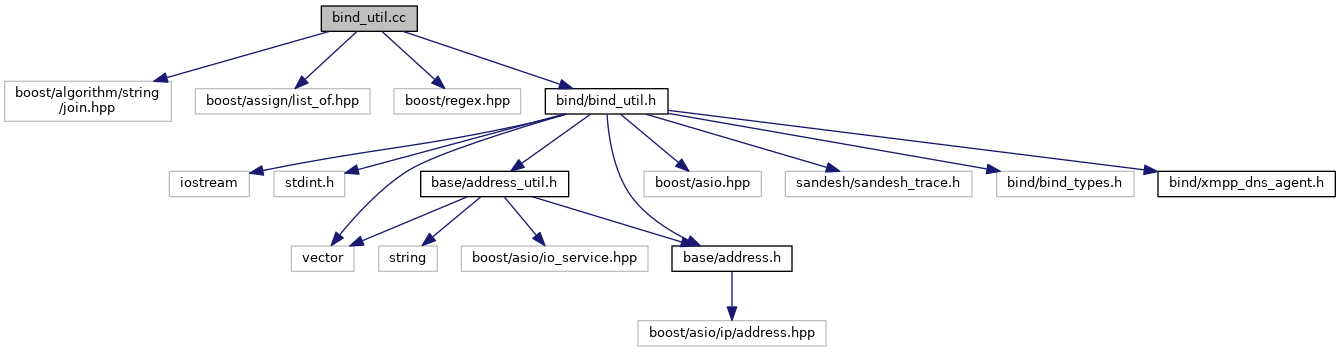 bind_util.cc
boost/algorithm/string
/join.hpp
boost/assign/list_of.hpp
boost/regex.hpp
bind/bind_util.h
iostream
stdint.h
base/address_util.h
boost/asio.hpp
sandesh/sandesh_trace.h
bind/bind_types.h
bind/xmpp_dns_agent.h
vector
string
boost/asio/io_service.hpp
base/address.h
boost/asio/ip/address.hpp